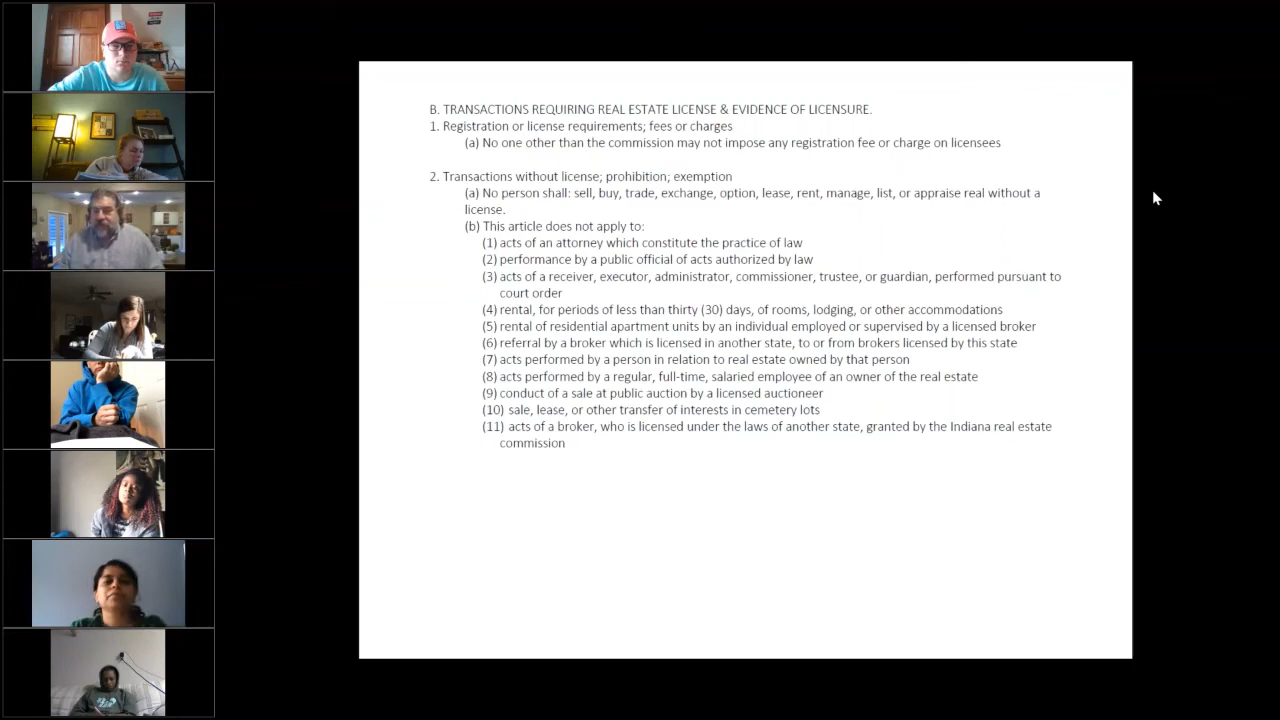 B. TRANSACTIONS REQUIRING REAL ESTATE LICENSE & EVIDENCE OF LICENSURE.
1. Registration or license requirements; fees or charges
(a) No one other than the commission may not impose any registration fee or charge on licensees
2. Transactions without license; prohibition; exemption
(a) No person shall: sell, buy, trade, exchange, option, lease, rent, manage, list, or appraise real without a
license.
(b) This article does not apply to:
(1) acts of an attorney which constitute the practice of law
(2) performance by a public official of acts authorized by law
(3) acts of a receiver, executor, administrator, commissioner, trustee, or guardian, performed pursuant to
court order
(4) rental, for periods of less than thirty (30) days, of rooms, lodging, or other accommodations
(5) rental of residential apartment units by an individual employed or supervised by a licensed broker
(6) referral by a broker which is licensed in another state, to or from brokers licensed by this state
(7) acts performed by a person in relation to real estate owned by that person
(8) acts performed by a regular, full-time, salaried employee of an owner of the real estate
(9) conduct of a sale at public auction by a licensed auctioneer
(10) sale, lease, or other transfer of interests in cemetery lots
(11) acts of a broker, who is licensed under the laws of another state, granted by the Indiana real estate
commission